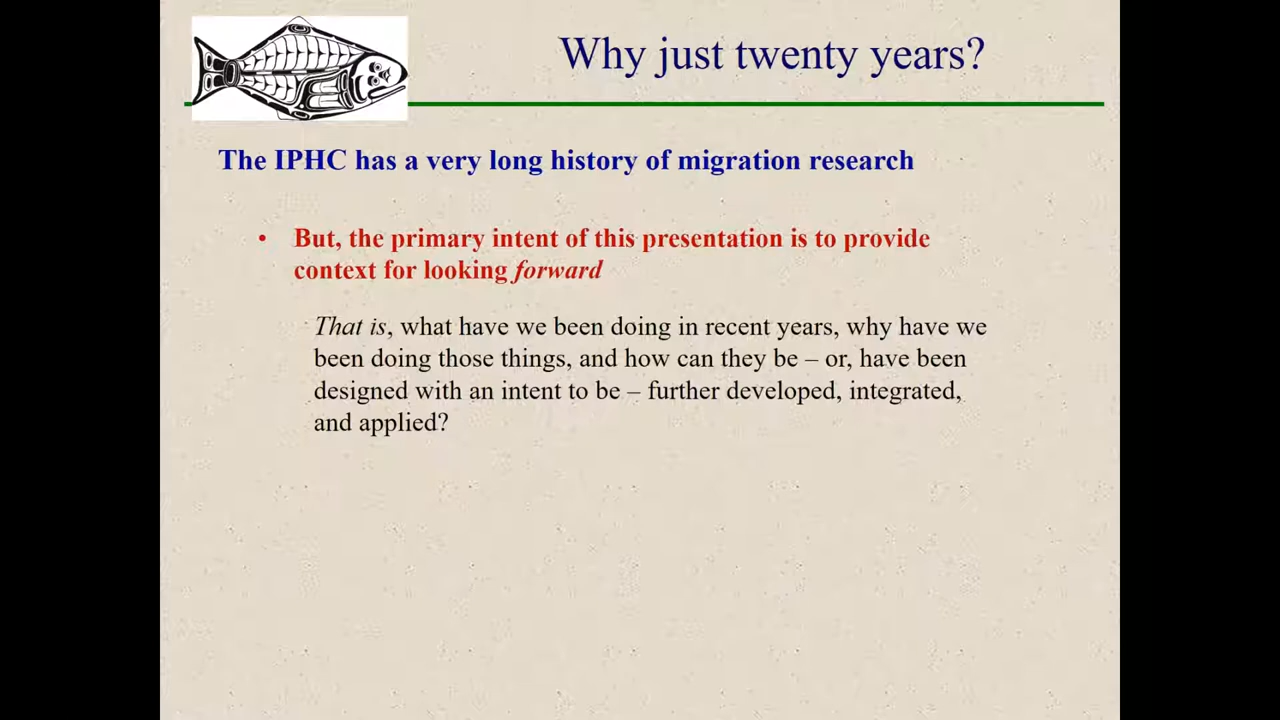 Why just twenty years?
The IPHC has a very long history of migration research
• But, the primary intent of this presentation is to provide
context for looking forward
That is, what have we been doing in recent years, why have we
been doing those things, and how can they be – or, have been
designed with an intent to be – further developed, integrated,
and applied?